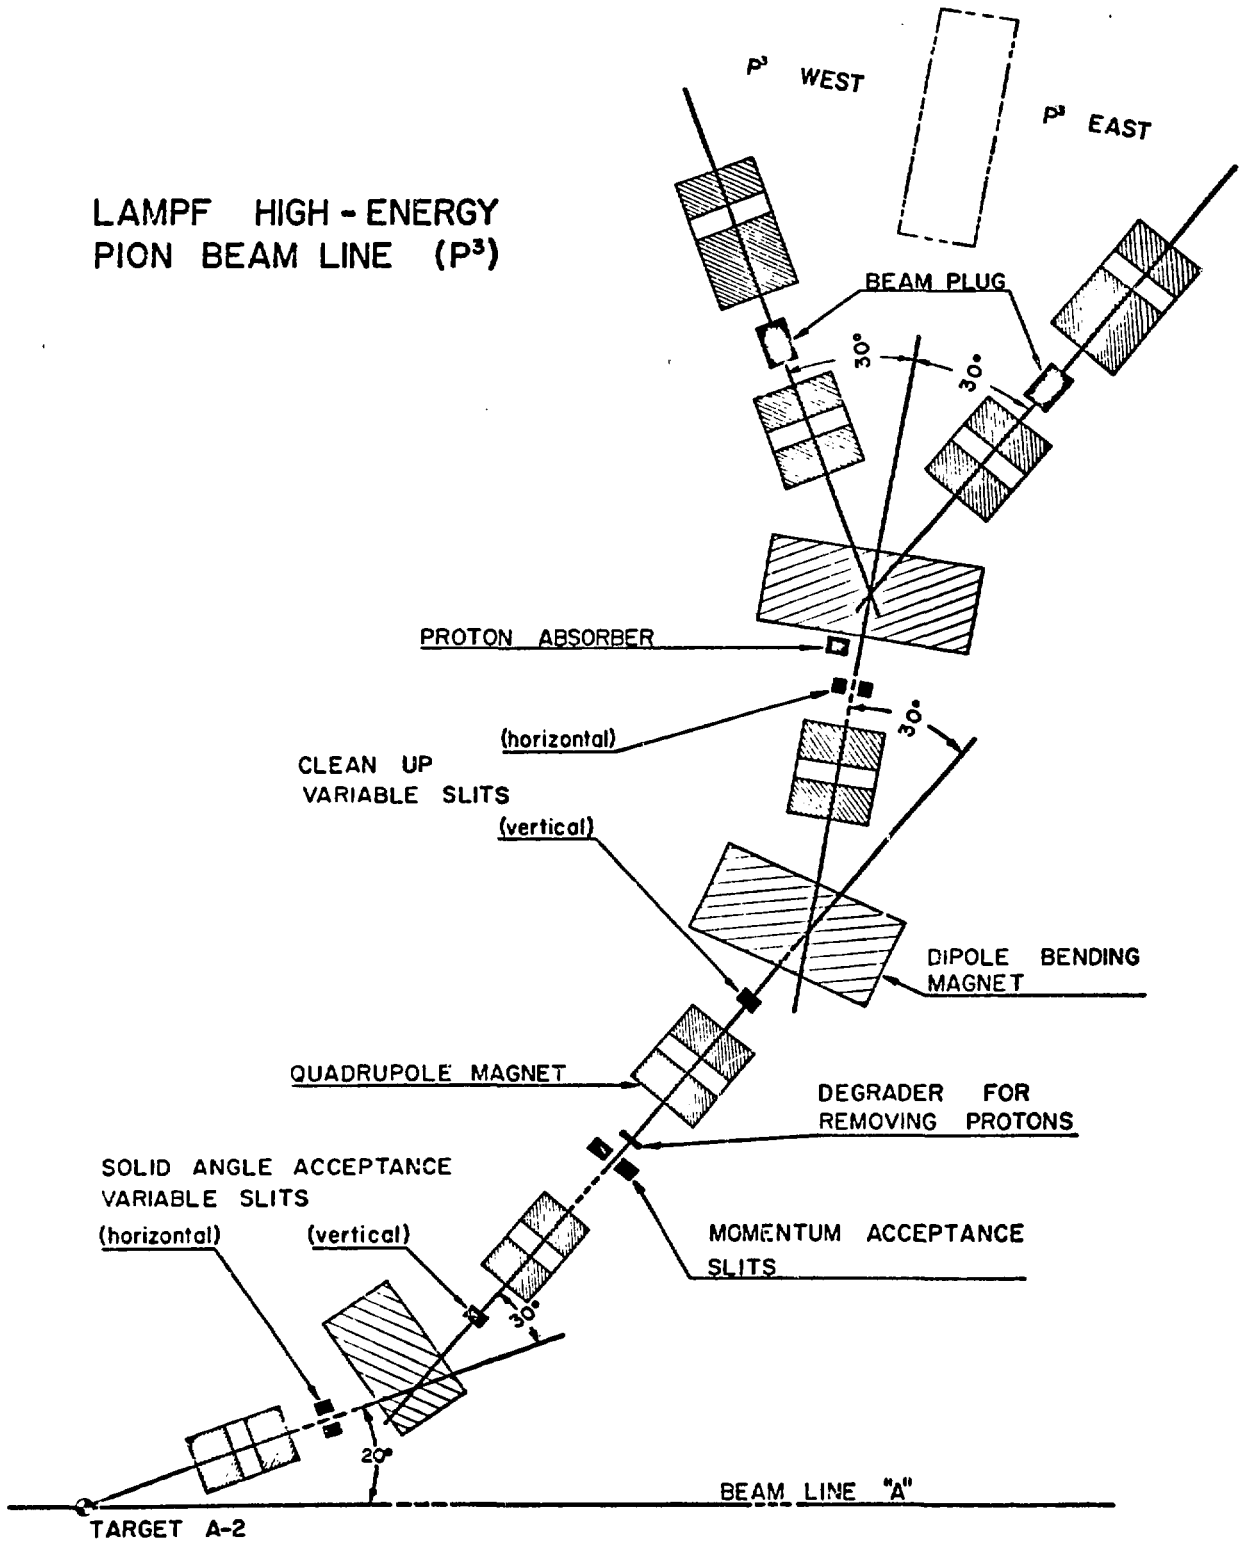 P³ WEST
P³ EAST
LAMPF HIGH-ENERGY
PION BEAM LINE (P³)
BEAM PLUG
30°
30°
PROTON ABSORBER
30°
(horizontal)
CLEAN UP
VARIABLE SLITS
(vertical)
DIPOLE BENDING
MAGNET
QUADRUPOLE MAGNET
DEGRADER FOR
REMOVING PROTONS
SOLID ANGLE ACCEPTANCE
VARIABLE SLITS
(horizontal) (vertical)
MOMENTUM ACCEPTANCE
SLITS
30°
20°
BEAM LINE "A"
TARGET A-2